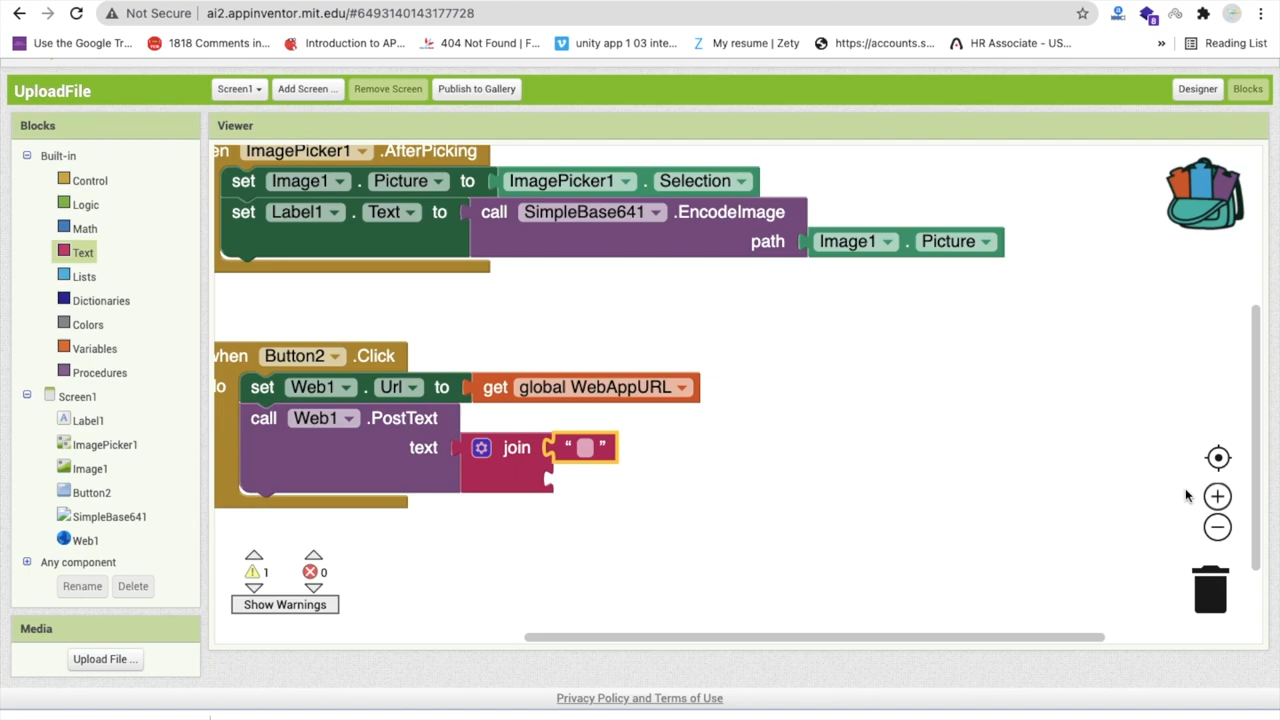 Not Secure | ai2.appinventor.mit.edu/#6493140143177728
8
Use the Google Tr... 1818 Comments in... Introduction to AP... 404 Not Found | F... unity app 1 03 inte... My resume | Zety https://accounts.s... HR Associate - US... » Reading List
UploadFile Screen1 Add Screen ... Remove Screen Publish to Gallery Designer Blocks
Blocks
Viewer
Built-in
Control
Logic
Math
Text
Lists
Dictionaries
Colors
Variables
Procedures
Screen1
Label1
ImagePicker1
Image1
Button2
SimpleBase641
Web1
Any component
Rename Delete
Media
Upload File ...
en ImagePicker1 .AfterPicking
set Image1 . Picture to ImagePicker1 . Selection
set Label1 . Text to call SimpleBase641 .EncodeImage
path Image1 . Picture
when Button2 .Click
do set Web1 . Url to get global WebAppURL
call Web1 .PostText
text join “ ”
1 0
Show Warnings
Privacy Policy and Terms of Use